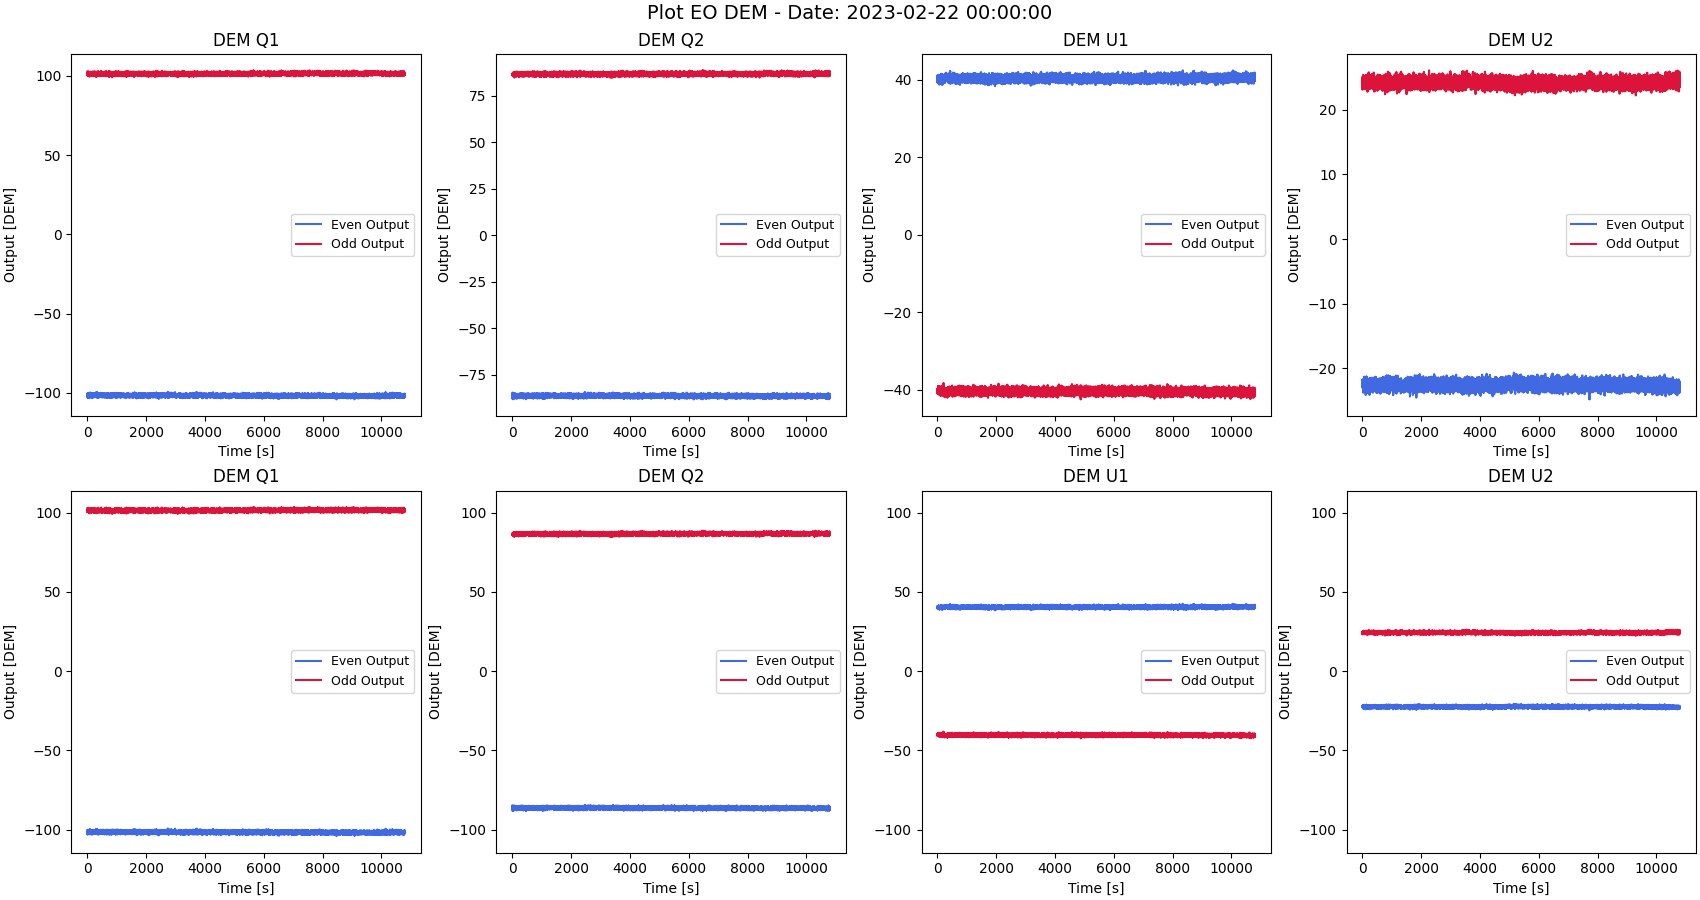 Plot EO DEM - Date: 2023-02-22 00:00:00
DEM Q1
DEM Q2
DEM U1
DEM U2
Output [DEM]
100
50
0
−50
−100
Even Output
Odd Output
0 2000 4000 6000 8000 10000
Time [s]
Output [DEM]
75
50
25
0
−25
−50
−75
Even Output
Odd Output
0 2000 4000 6000 8000 10000
Time [s]
Output [DEM]
40
20
0
−20
−40
Even Output
Odd Output
0 2000 4000 6000 8000 10000
Time [s]
Output [DEM]
20
10
0
−10
−20
Even Output
Odd Output
0 2000 4000 6000 8000 10000
Time [s]
DEM Q1
DEM Q2
DEM U1
DEM U2
Output [DEM]
100
50
0
−50
−100
Even Output
Odd Output
0 2000 4000 6000 8000 10000
Time [s]
Output [DEM]
100
50
0
−50
−100
Even Output
Odd Output
0 2000 4000 6000 8000 10000
Time [s]
Output [DEM]
100
50
0
−50
−100
Even Output
Odd Output
0 2000 4000 6000 8000 10000
Time [s]
Output [DEM]
100
50
0
−50
−100
Even Output
Odd Output
0 2000 4000 6000 8000 10000
Time [s]